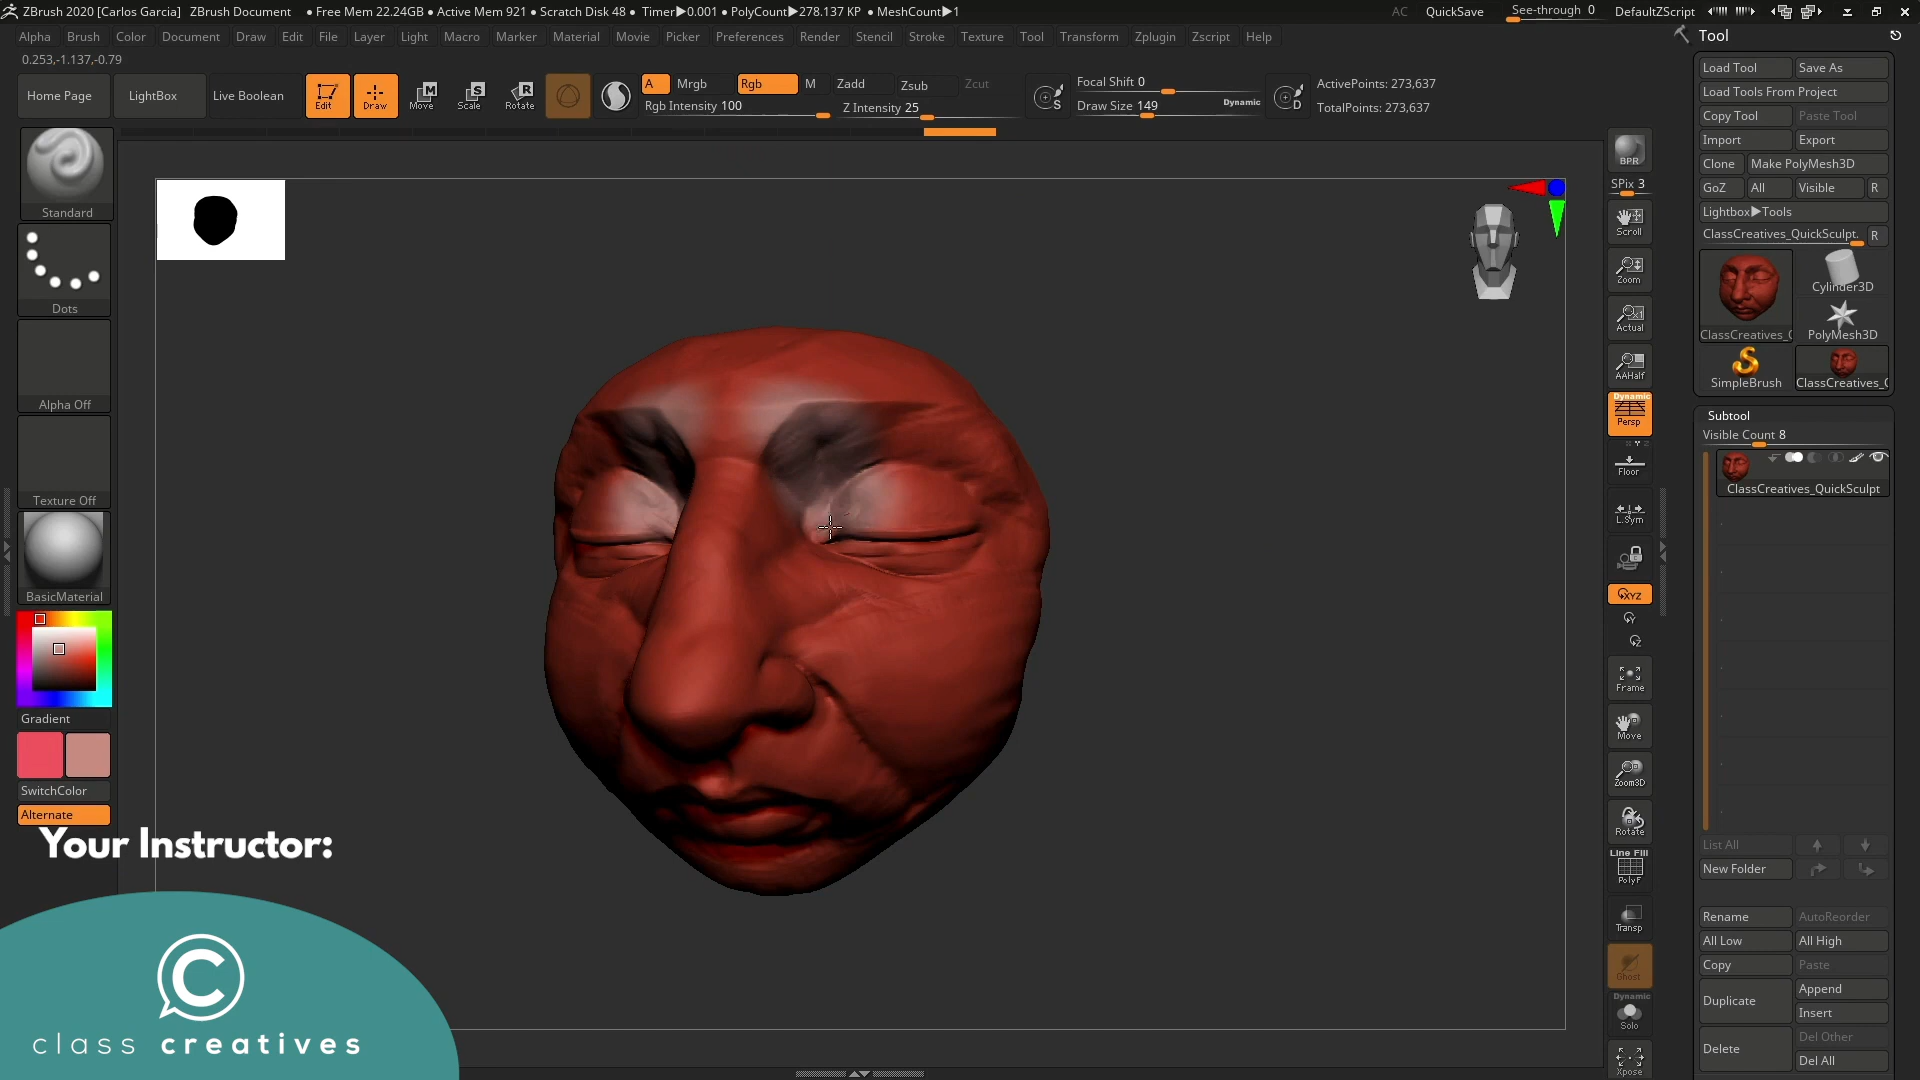 ZBrush 2020 [Carlos Garcia] ZBrush Document • Free Mem 22.24GB • Active Mem 921 • Scratch Disk 48 • Timer▶0.001 • PolyCount▶278.137 KP • MeshCount▶1 AC QuickSave See-through 0 DefaultZScript
Alpha Brush Color Document Draw Edit File Layer Light Macro Marker Material Movie Picker Preferences Render Stencil Stroke Texture Tool Transform Zplugin Zscript Help
0.253,-1.137,-0.79
Home Page LightBox Live Boolean Edit Draw Move Scale Rotate
A Mrgb Rgb M Zadd Zsub Zcut
Rgb Intensity 100 Z Intensity 25
Focal Shift 0
Draw Size 149 Dynamic
ActivePoints: 273,637
TotalPoints: 273,637
Standard
Dots
Alpha Off
Texture Off
BasicMaterial
Gradient
SwitchColor
Alternate
Your Instructor:
C
class creatives
BPR
SPix 3
Scroll
Zoom
Actual
AAHalf
Dynamic
Persp
Floor
L.Sym
XYZ
Frame
Move
Zoom3D
Rotate
Line Fill
PolyF
Transp
Ghost
Dynamic
Solo
Xpose
Tool
Load Tool Save As
Load Tools From Project
Copy Tool Paste Tool
Import Export
Clone Make PolyMesh3D
GoZ All Visible R
Lightbox▶Tools
ClassCreatives_QuickSculpt. R
Cylinder3D
ClassCreatives_Q PolyMesh3D
SimpleBrush ClassCreatives_Q
Subtool
Visible Count 8
ClassCreatives_QuickSculpt
List All
New Folder
Rename AutoReorder
All Low All High
Copy Paste
Duplicate Append
Insert
Delete Del Other
Del All